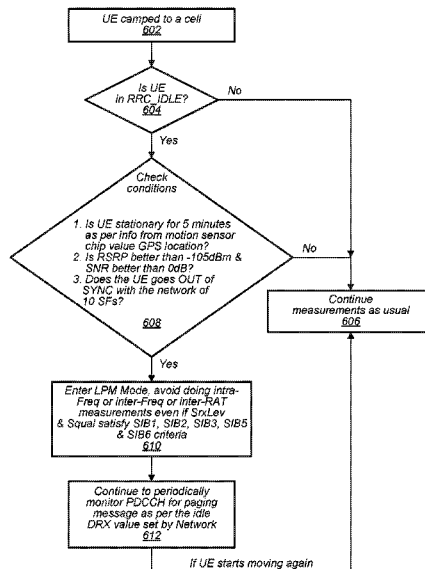 UE camped to a cell
602
Is UE
in RRC_IDLE?
604
No
Yes
Check
conditions
1. Is UE stationary for 5 minutes
as per info from motion sensor
chip value GPS location?
2. Is RSRP better than -105dBm &
SNR better than 0dB?
3. Does the UE goes OUT of
SYNC with the network of
10 SFs?
608
No
Continue
measurements as usual
606
Yes
Enter LPM Mode, avoid doing intra-
Freq or Inter-Freq or Inter-RAT
measurements even if SrxLev
& Squal satisfy SIB1, SIB2, SIB3, SIB5
& SIB6 criteria
610
Continue to periodically
monitor PDCCH for paging
message as per the idle
DRX value set by Network
612
If UE starts moving again